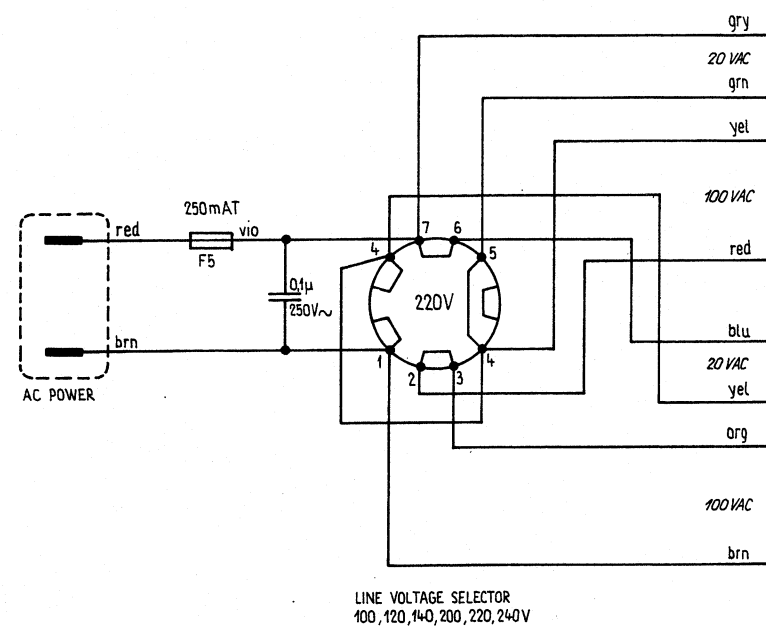 gry
20 VAC
grn
yel
100 VAC
250mAT
red
vio
F5
7
6
4
5
red
0,1µ
250V~
220V
brn
blu
1
2
3
4
20 VAC
AC POWER
yel
org
100 VAC
brn
LINE VOLTAGE SELECTOR
100,120,140,200,220,240V